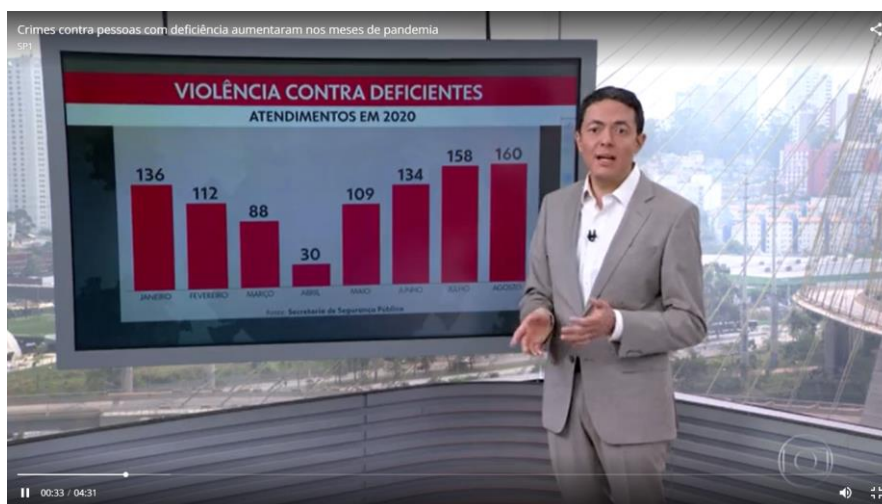 Crimes contra pessoas com deficiência aumentaram nos meses de pandemia
SP1
VIOLÊNCIA CONTRA DEFICIENTES
ATENDIMENTOS EM 2020
136 112 88 30 109 134 158 160
JANEIRO FEVEREIRO MARÇO ABRIL MAIO JUNHO JULHO AGOSTO
Fonte: Secretaria de Segurança Pública
00:33 / 04:31